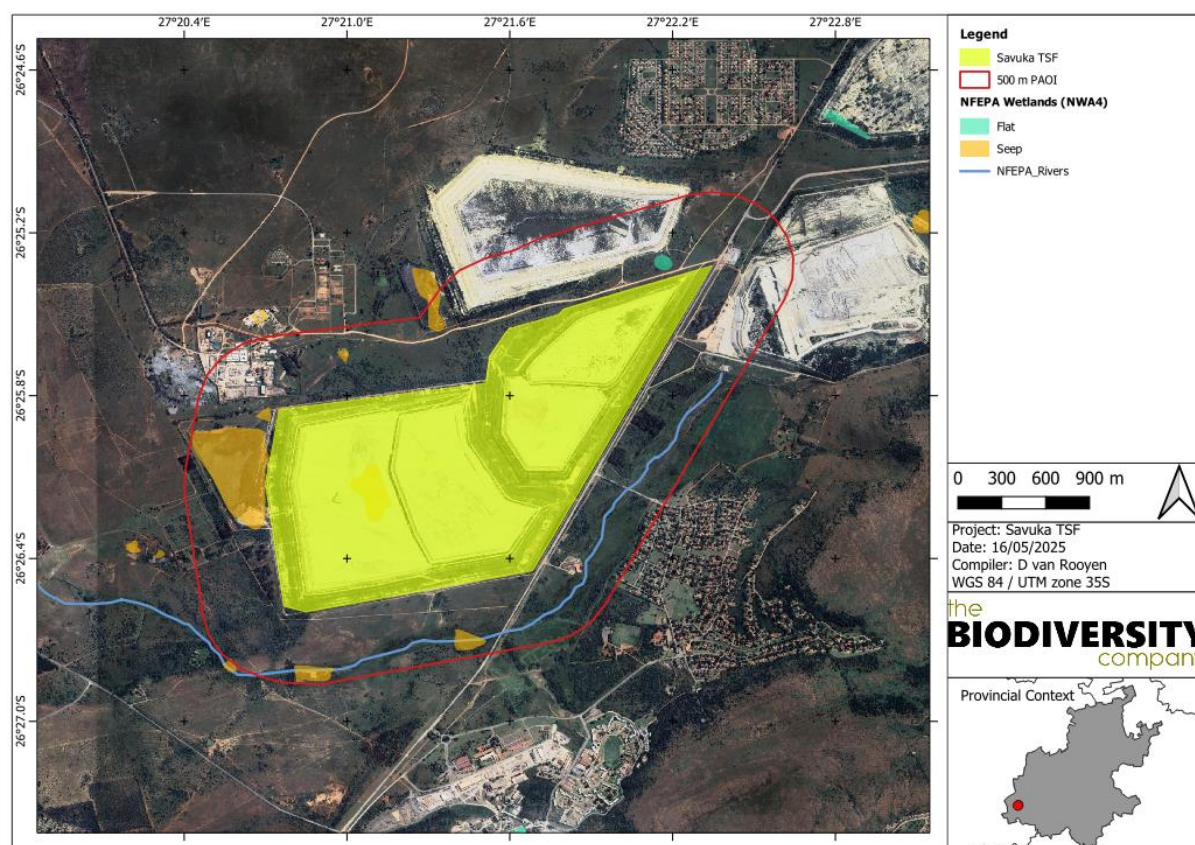 27°20.4'E 27°21.0'E 27°21.6'E 27°22.2'E 27°22.8'E
26°24.6'S
26°25.2'S
26°25.8'S
26°26.4'S
26°27.0'S
Legend
Savuka TSF
500 m PAOI
NFEPA Wetlands (NWA4)
Flat
Seep
NFEPA_Rivers
0 300 600 900 m
Project: Savuka TSF
Date: 16/05/2025
Compiler: D van Rooyen
WGS 84 / UTM zone 35S
the
BIODIVERSITY
company
Provincial Context